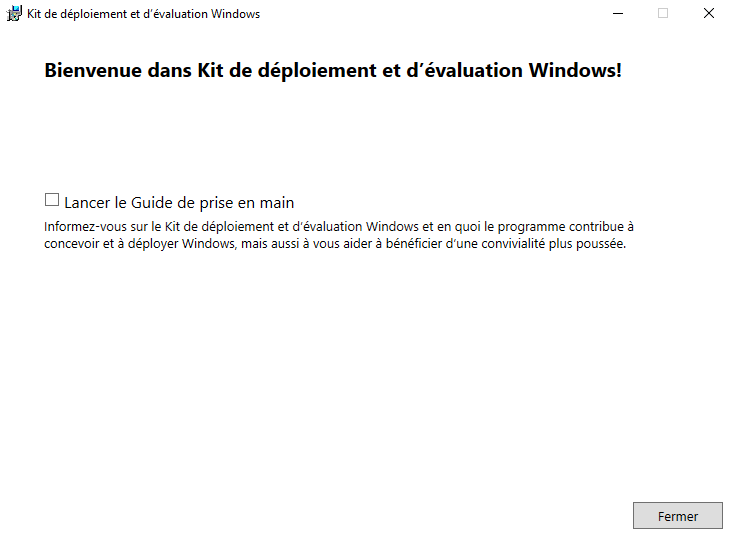 Kit de déploiement et d'évaluation Windows
Bienvenue dans Kit de déploiement et d’évaluation Windows!
Lancer le Guide de prise en main
Informez-vous sur le Kit de déploiement et d'évaluation Windows et en quoi le programme contribue à
concevoir et à déployer Windows, mais aussi à vous aider à bénéficier d’une convivialité plus poussée.
Fermer